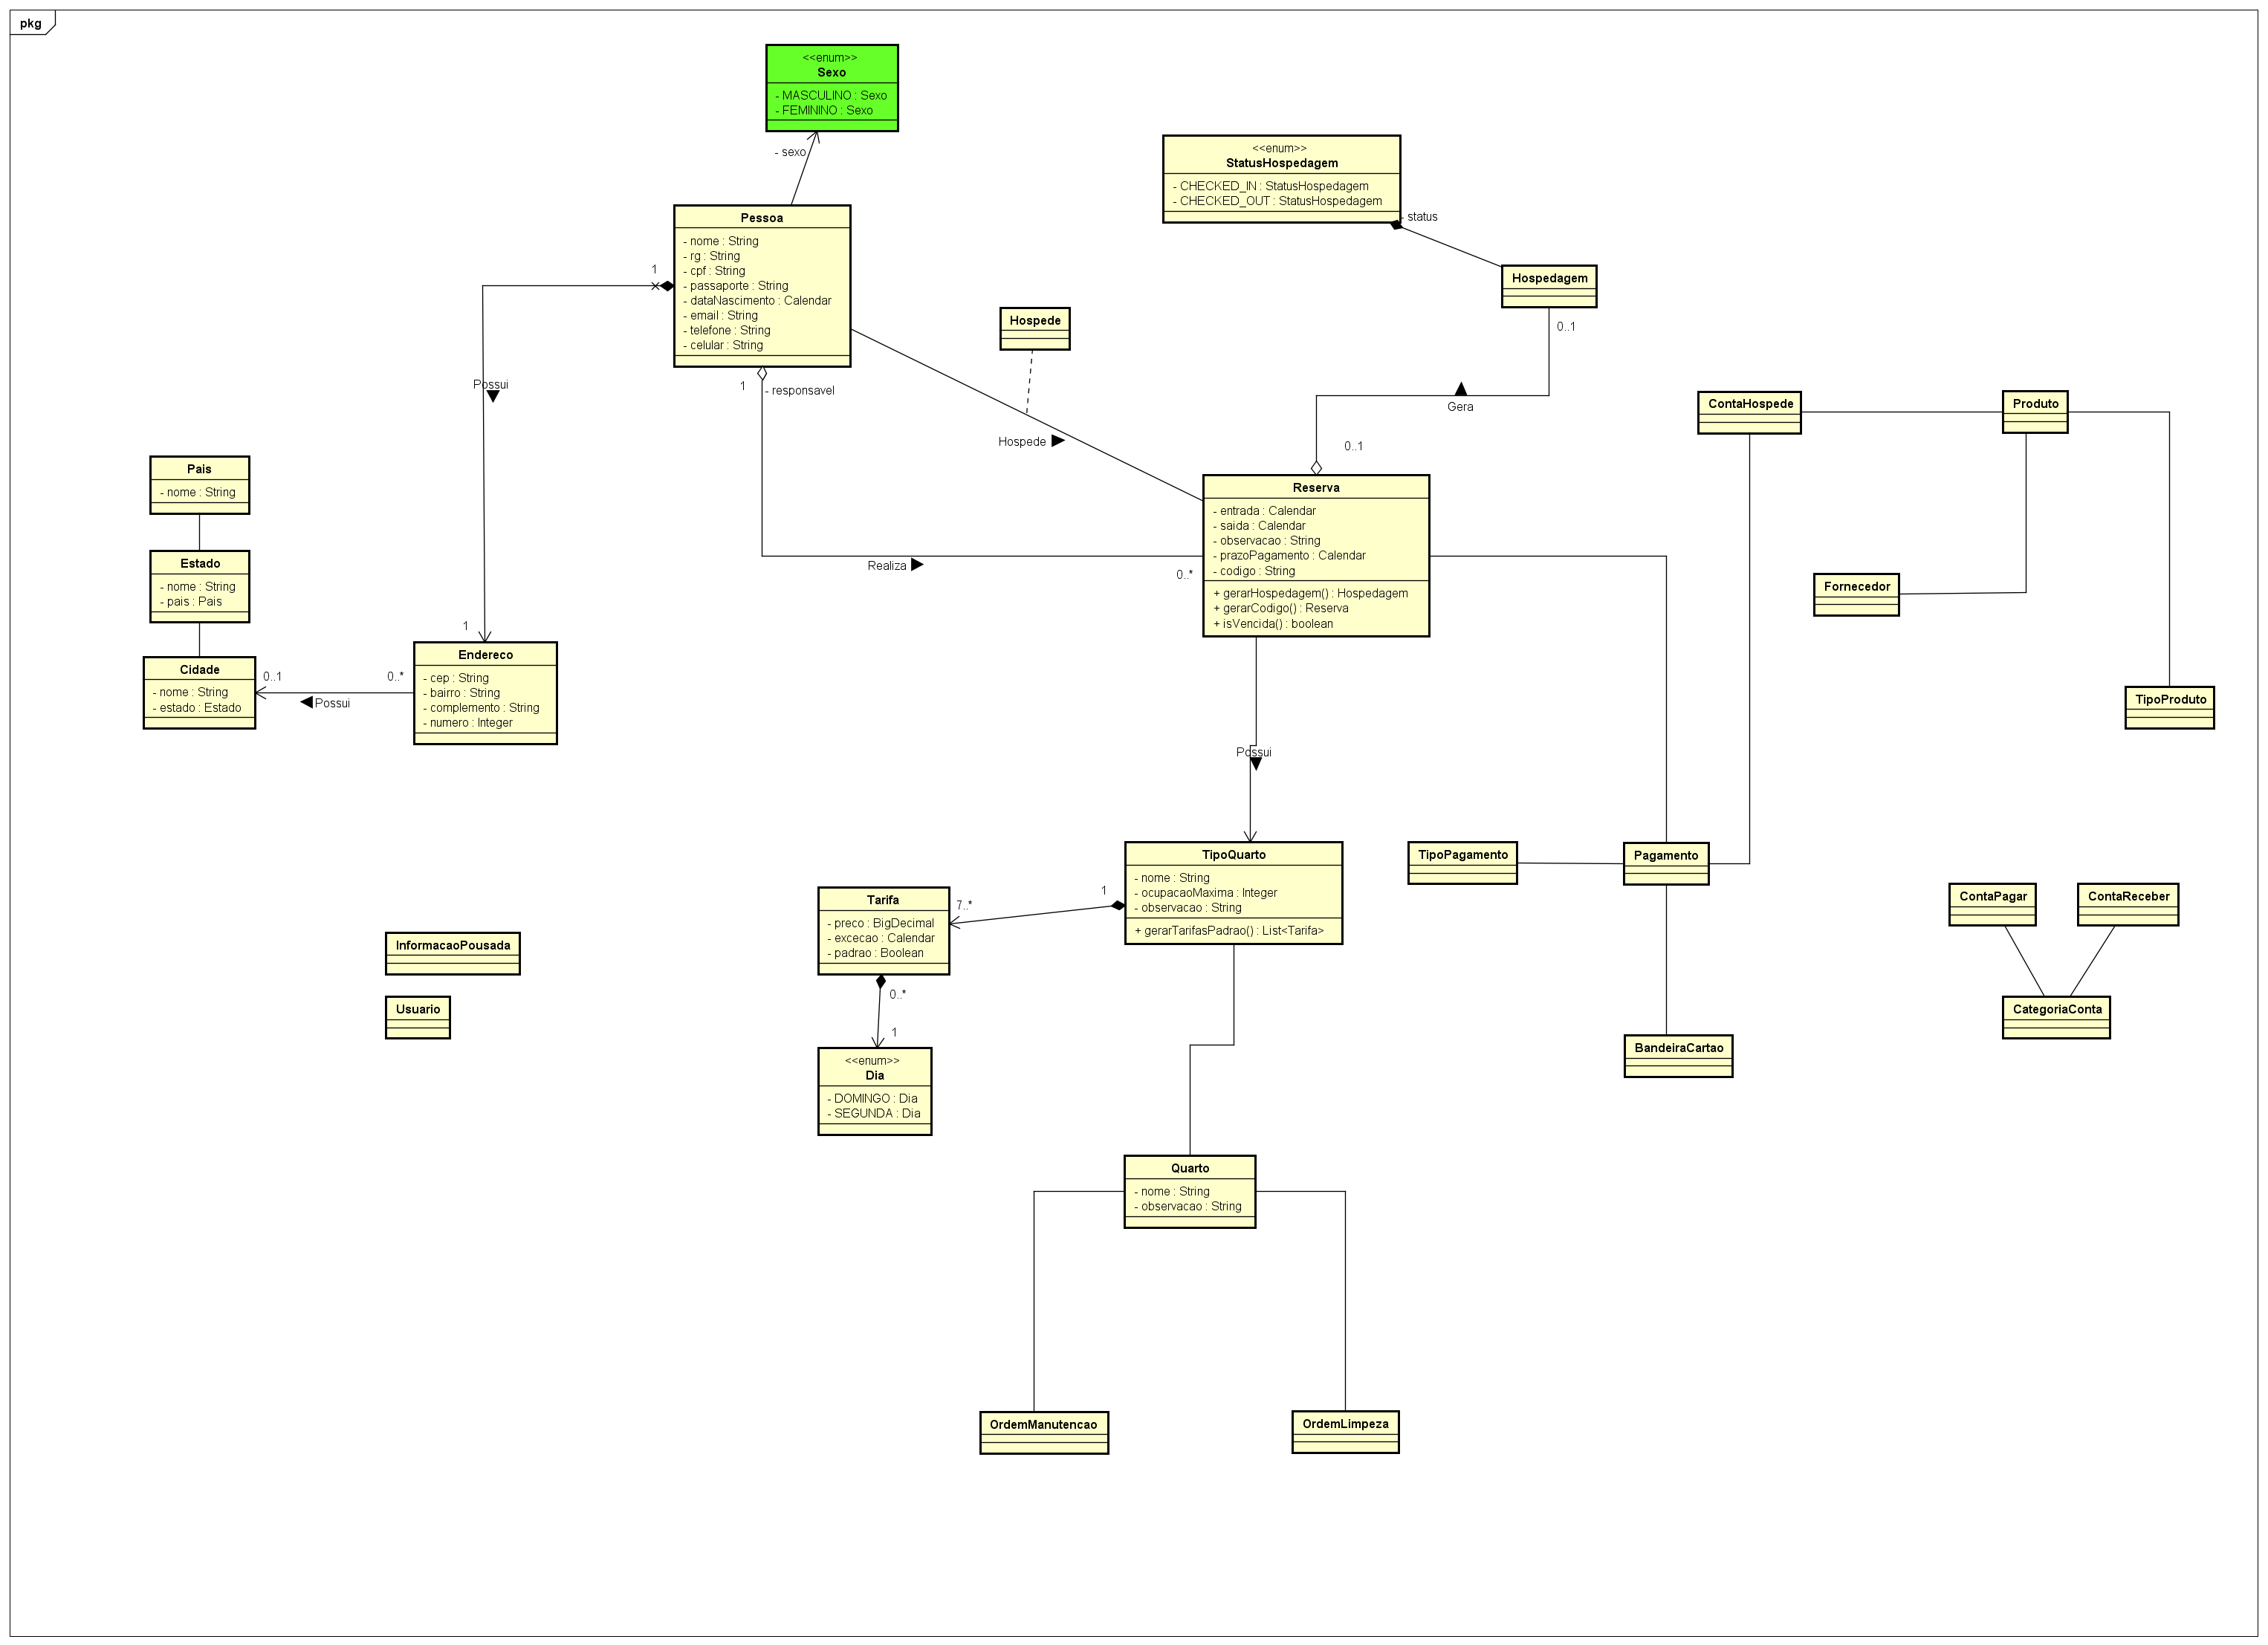 pkg
<<enum>>
Sexo
- MASCULINO : Sexo
- FEMININO : Sexo
- sexo
<<enum>>
StatusHospedagem
- CHECKED_IN : StatusHospedagem
- CHECKED_OUT : StatusHospedagem
- status
Pessoa
- nome : String
- rg : String
- cpf : String
- passaporte : String
- dataNascimento : Calendar
- email : String
- telefone : String
- celular : String
1
1
- responsavel
Hospedagem
0..1
Hospede
Hospede
Possui
Gera
0..1
ContaHospede
Produto
Pais
- nome : String
Estado
- nome : String
- pais : Pais
Cidade
- nome : String
- estado : Estado
0..1
0..*
Possui
1
Endereco
- cep : String
- bairro : String
- complemento : String
- numero : Integer
Realiza
0..*
Reserva
- entrada : Calendar
- saida : Calendar
- observacao : String
- prazoPagamento : Calendar
- codigo : String
+ gerarHospedagem() : Hospedagem
+ gerarCodigo() : Reserva
+ isVencida() : boolean
Fornecedor
TipoProduto
Possui
TipoQuarto
- nome : String
- ocupacaoMaxima : Integer
- observacao : String
+ gerarTarifasPadrao() : List<Tarifa>
1
7..*
Tarifa
- preco : BigDecimal
- excecao : Calendar
- padrao : Boolean
0..*
1
<<enum>>
Dia
- DOMINGO : Dia
- SEGUNDA : Dia
TipoPagamento
Pagamento
BandeiraCartao
ContaPagar
ContaReceber
CategoriaConta
InformacaoPousada
Usuario
Quarto
- nome : String
- observacao : String
OrdemManutencao
OrdemLimpeza